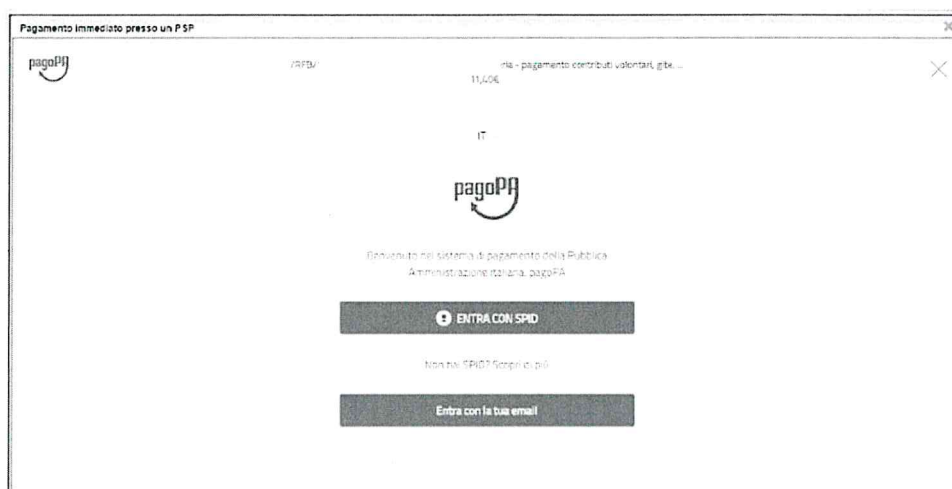 Pagamento immediato presso un PSP
pagoPA
/RFB/
ria - pagamento contributi volontari, gite, ...
11,40€
IT
pagoPA
Benvenuto nel sistema di pagamento della Pubblica
Amministrazione Italiana, pagoPA
ENTRA CON SPID
Non hai SPID? Scopri di più
Entra con la tua email